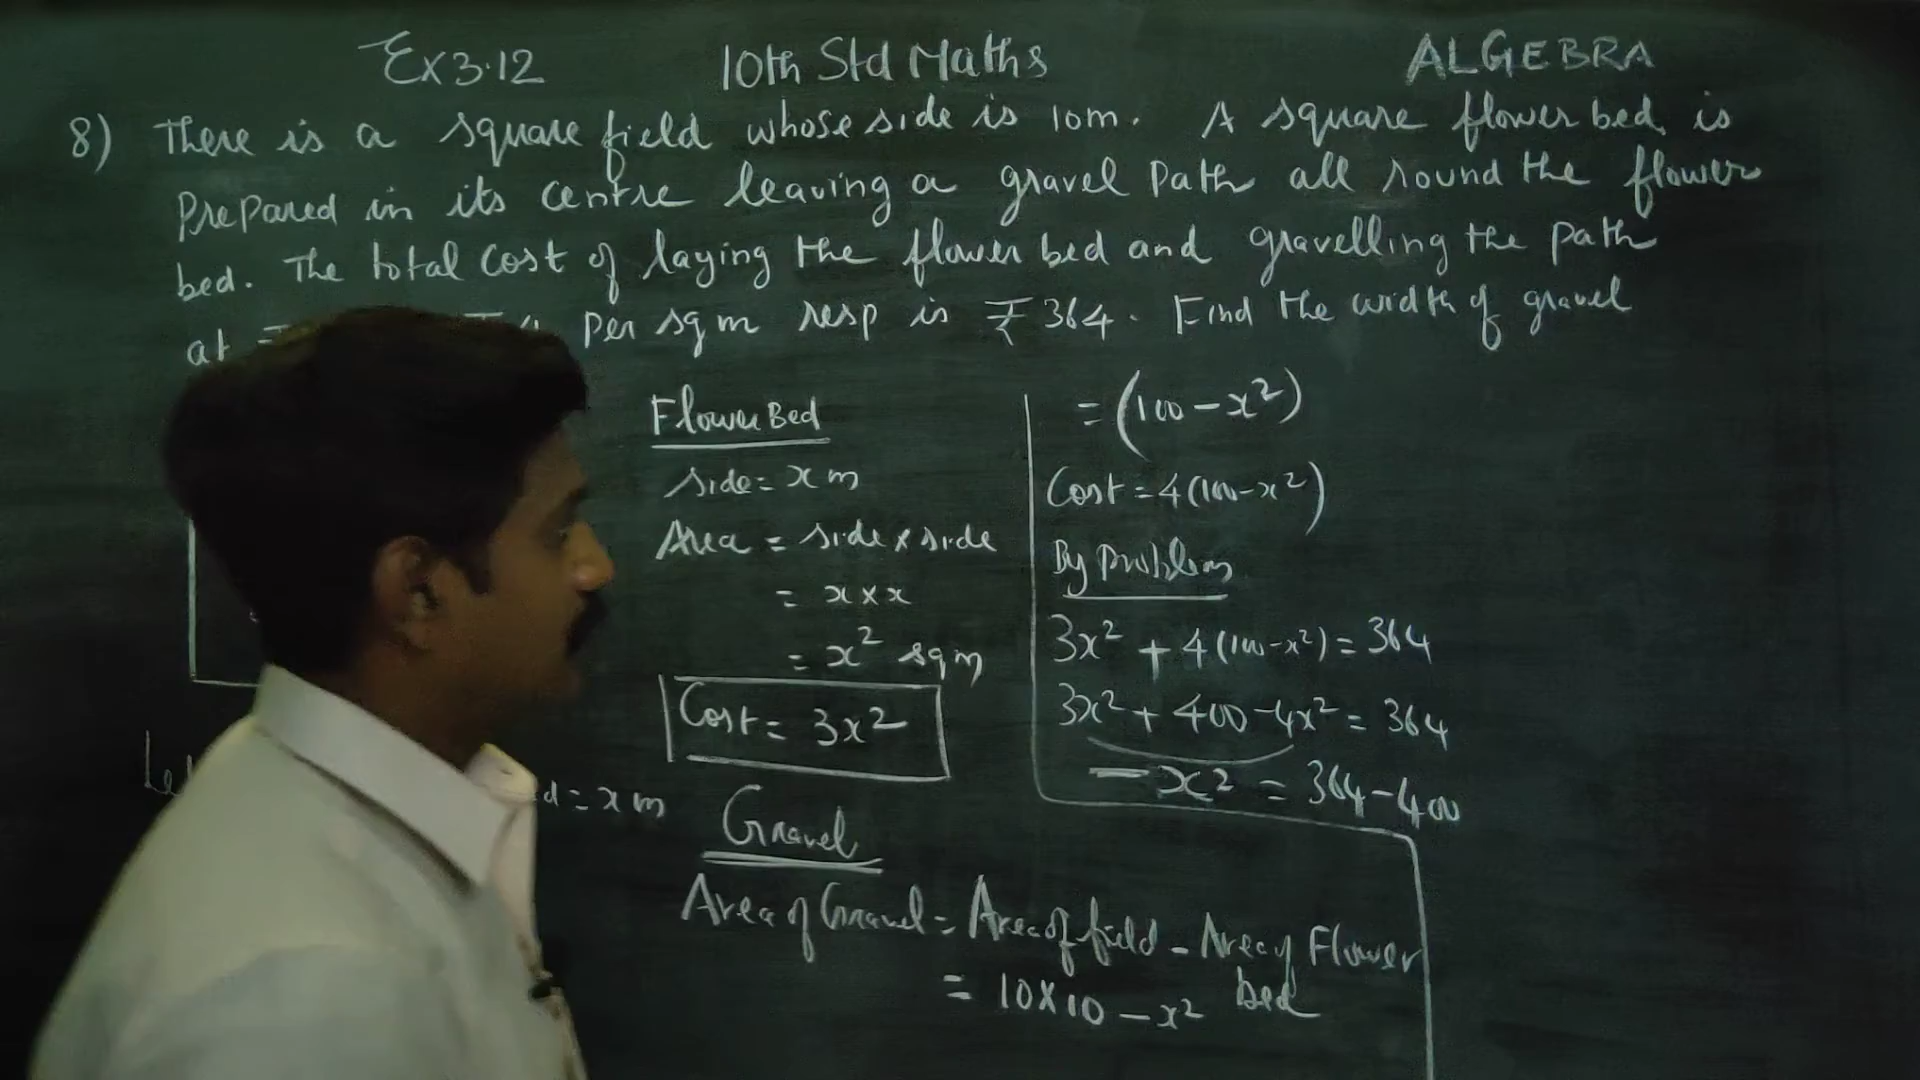 Ex 3.12 10th Std Maths ALGEBRA
8) There is a square field whose side is 10m. A square flower bed is
Prepared in its centre leaving a gravel Path all round the flower
bed. The total cost of laying the flower bed and gravelling the path
at per sq m resp is ₹ 364. Find the width of gravel
Flower Bed
side = x m
Area = side × side
= x × x
= x² sqm
Cost = 3x²
d = x m
Gravel
Area of Gravel = Area of field - Area of Flower
bed
= 10×10 - x²
= (100 - x²)
Cost = 4(100-x²)
By Problem
3x² + 4(100-x²) = 364
3x² + 400 - 4x² = 364
- x² = 364 - 400